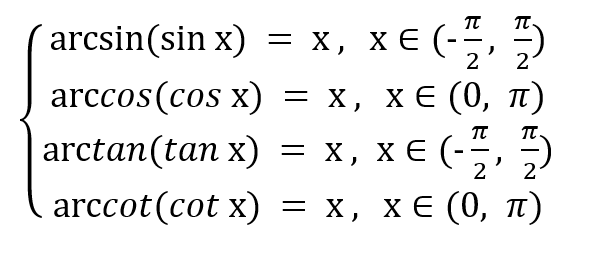 arcsin(sin x) = x, x ∈ (-π/2, π/2)
arccos(cos x) = x, x ∈ (0, π)
arctan(tan x) = x, x ∈ (-π/2, π/2)
arccot(cot x) = x, x ∈ (0, π)